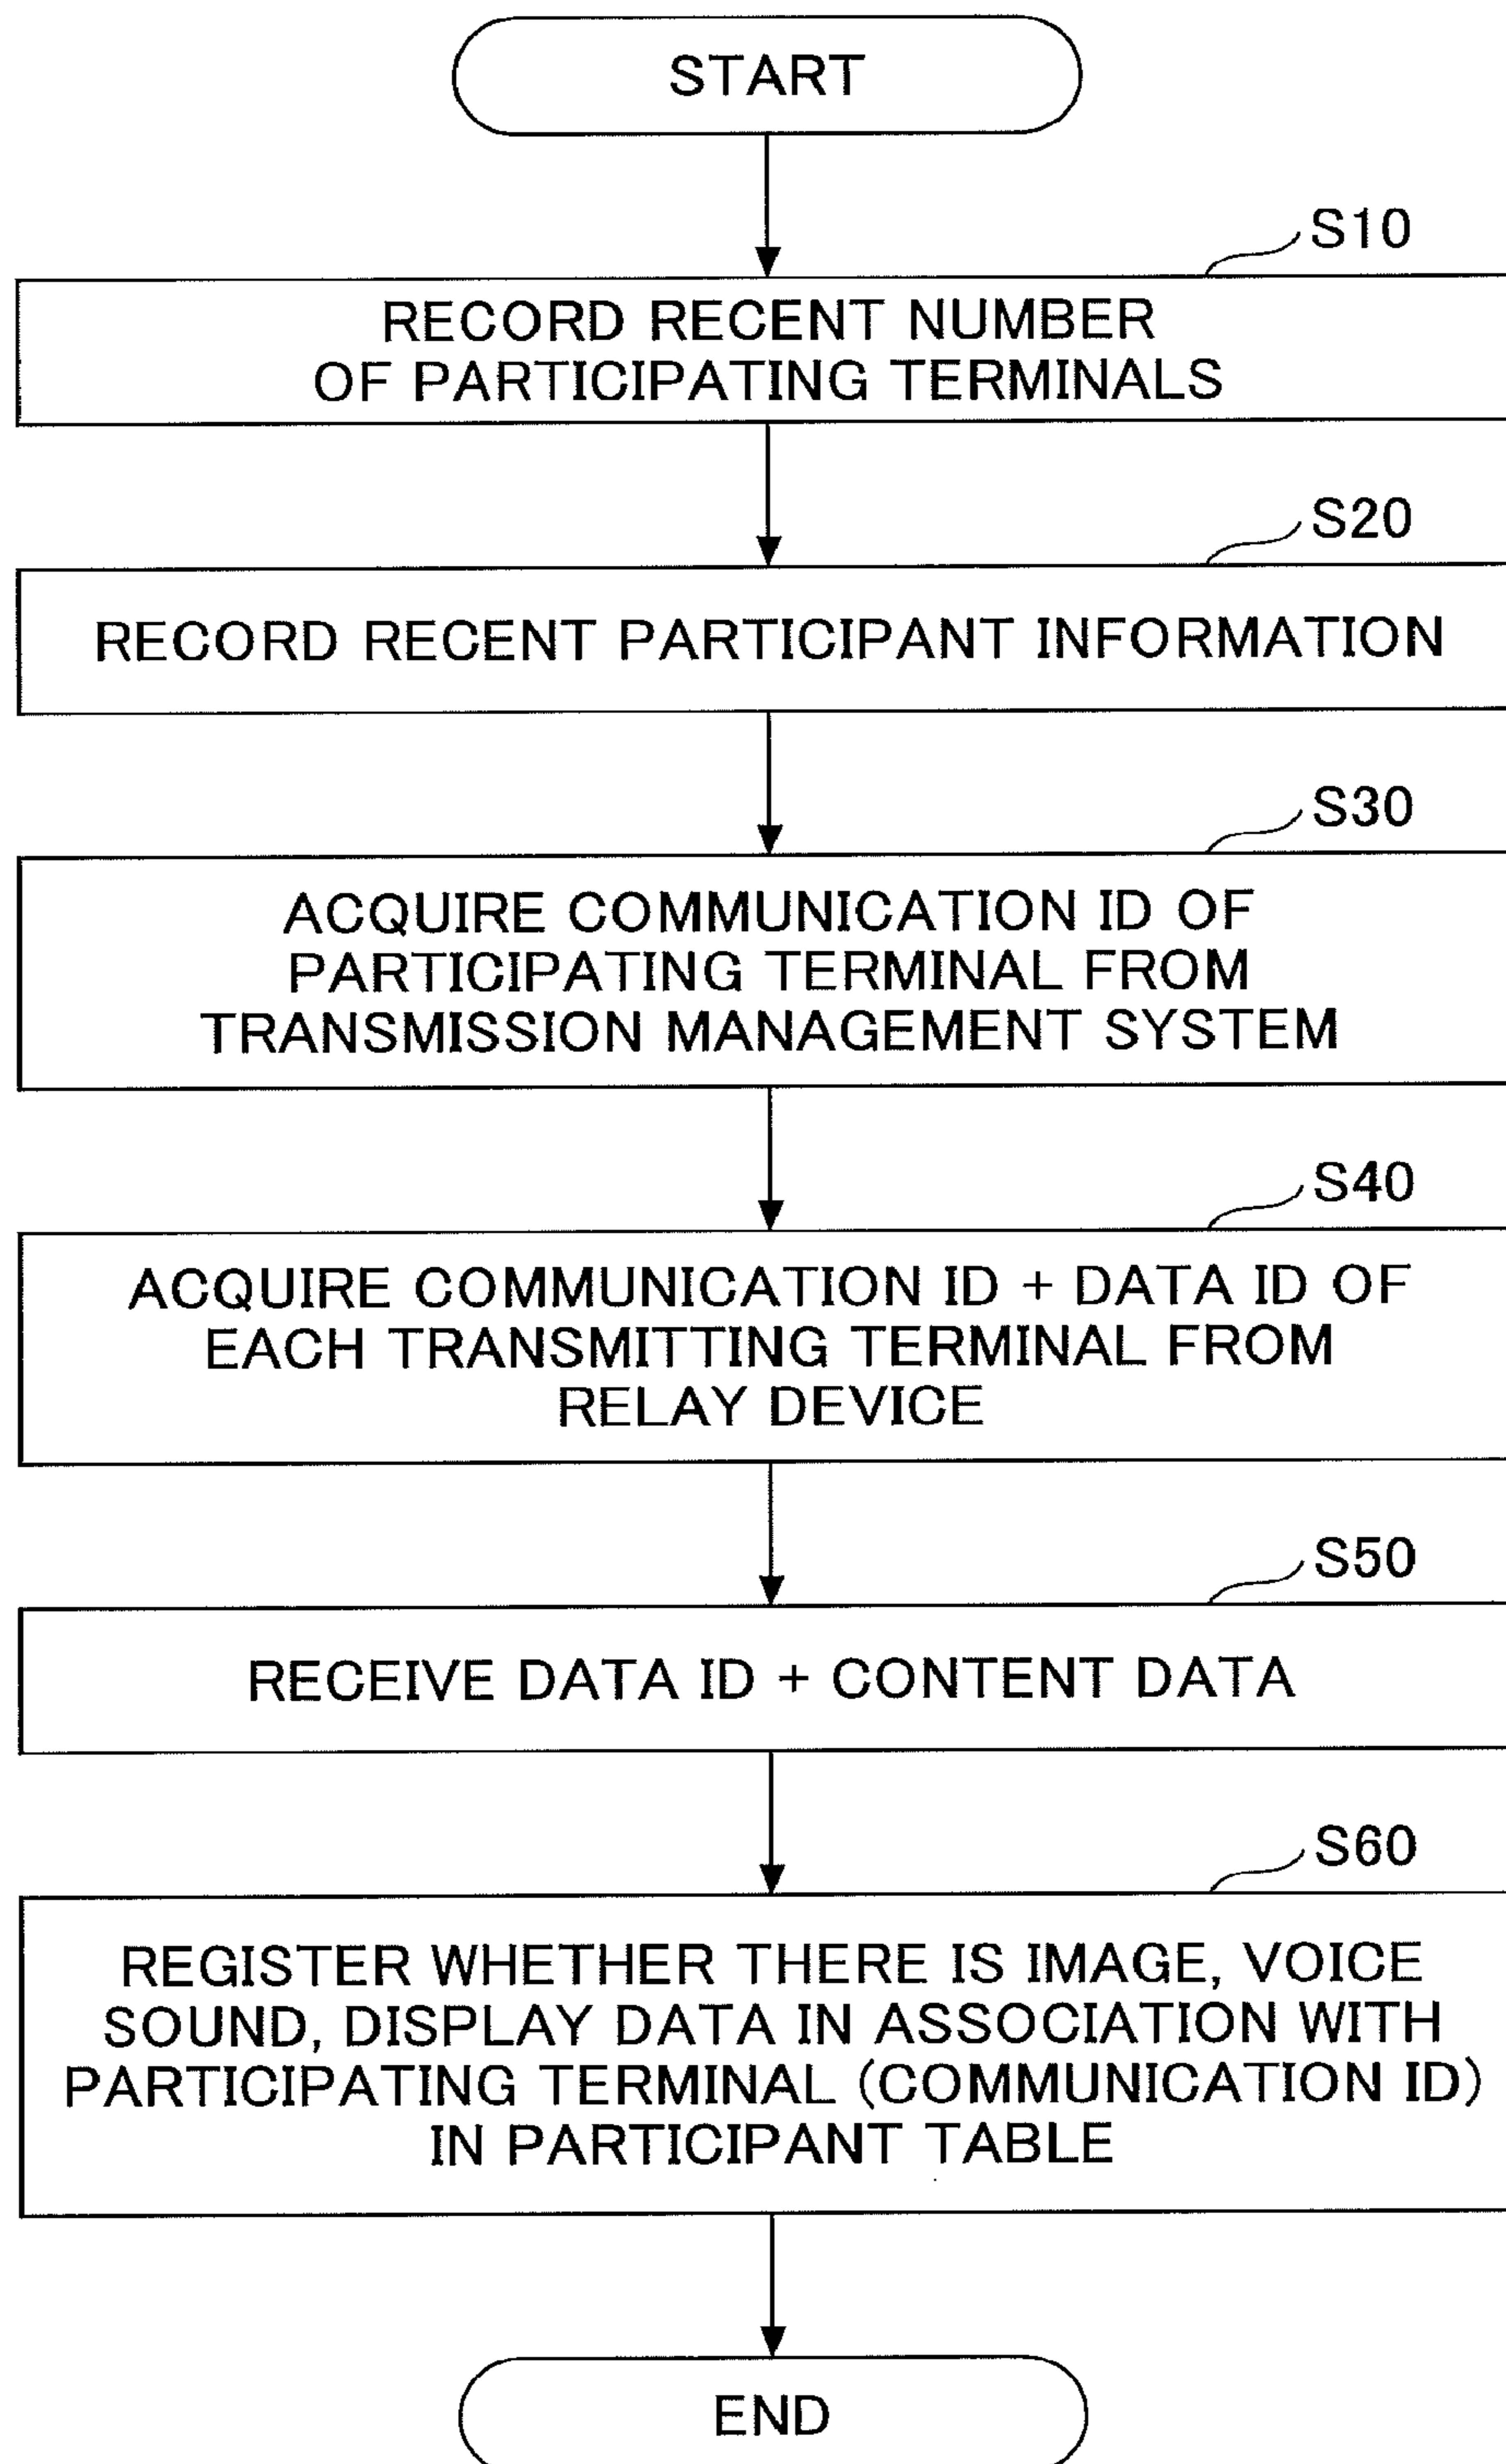 START
S10
RECORD RECENT NUMBER
OF PARTICIPATING TERMINALS
S20
RECORD RECENT PARTICIPANT INFORMATION
S30
ACQUIRE COMMUNICATION ID OF
PARTICIPATING TERMINAL FROM
TRANSMISSION MANAGEMENT SYSTEM
S40
ACQUIRE COMMUNICATION ID + DATA ID OF
EACH TRANSMITTING TERMINAL FROM
RELAY DEVICE
S50
RECEIVE DATA ID + CONTENT DATA
S60
REGISTER WHETHER THERE IS IMAGE, VOICE
SOUND, DISPLAY DATA IN ASSOCIATION WITH
PARTICIPATING TERMINAL (COMMUNICATION ID)
IN PARTICIPANT TABLE
END